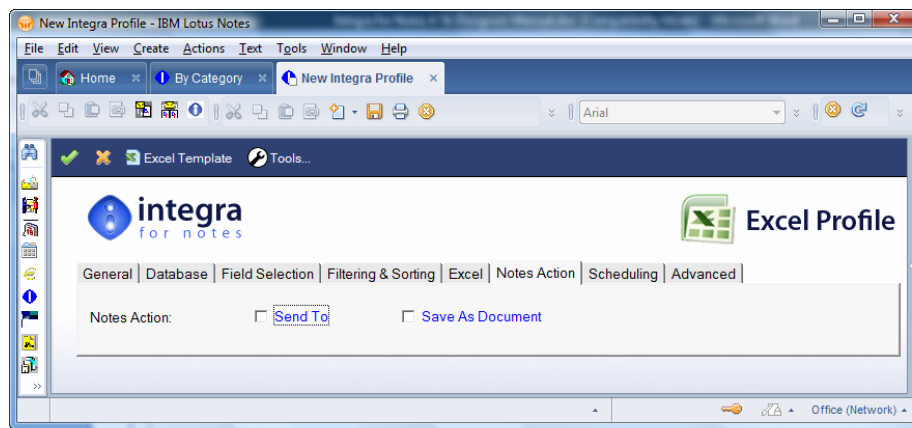 New Integra Profile - IBM Lotus Notes
File Edit View Create Actions Text Tools Window Help
Home By Category New Integra Profile
Arial
Excel Template Tools...
integra
for notes
Excel Profile
General Database Field Selection Filtering & Sorting Excel Notes Action Scheduling Advanced
Notes Action: Send To Save As Document
Office (Network)